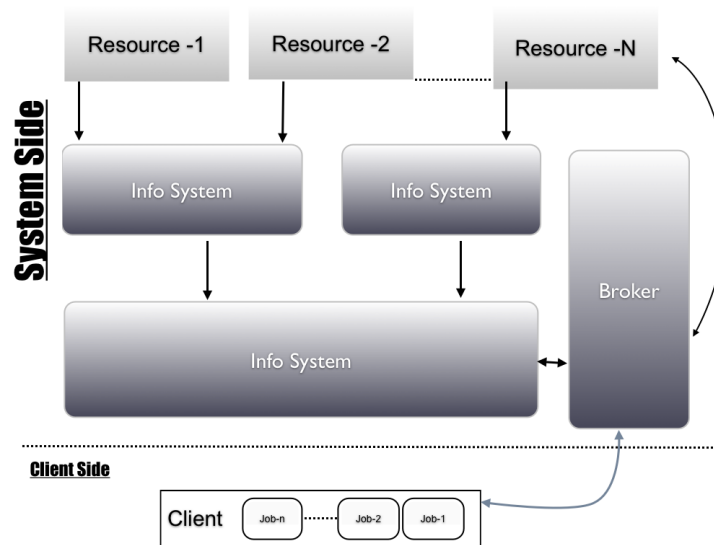 Resource -1
Resource -2
Resource -N
System Side
Info System
Info System
Broker
Info System
Client Side
Client
Job-n
Job-2
Job-1